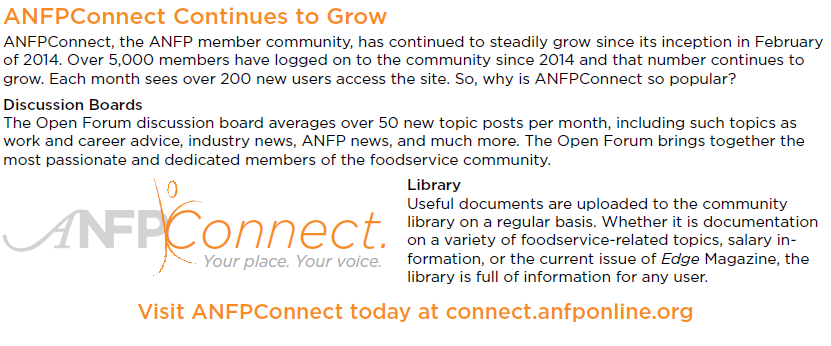 ANFPConnect Continues to Grow
ANFPConnect, the ANFP member community, has continued to steadily grow since its inception in February
of 2014. Over 5,000 members have logged on to the community since 2014 and that number continues to
grow. Each month sees over 200 new users access the site. So, why is ANFPConnect so popular?
Discussion Boards
The Open Forum discussion board averages over 50 new topic posts per month, including such topics as
work and career advice, industry news, ANFP news, and much more. The Open Forum brings together the
most passionate and dedicated members of the foodservice community.
ANFPConnect.
Your place. Your voice.
Library
Useful documents are uploaded to the community
library on a regular basis. Whether it is documentation
on a variety of foodservice-related topics, salary in-
formation, or the current issue of Edge Magazine, the
library is full of information for any user.
Visit ANFPConnect today at connect.anfponline.org